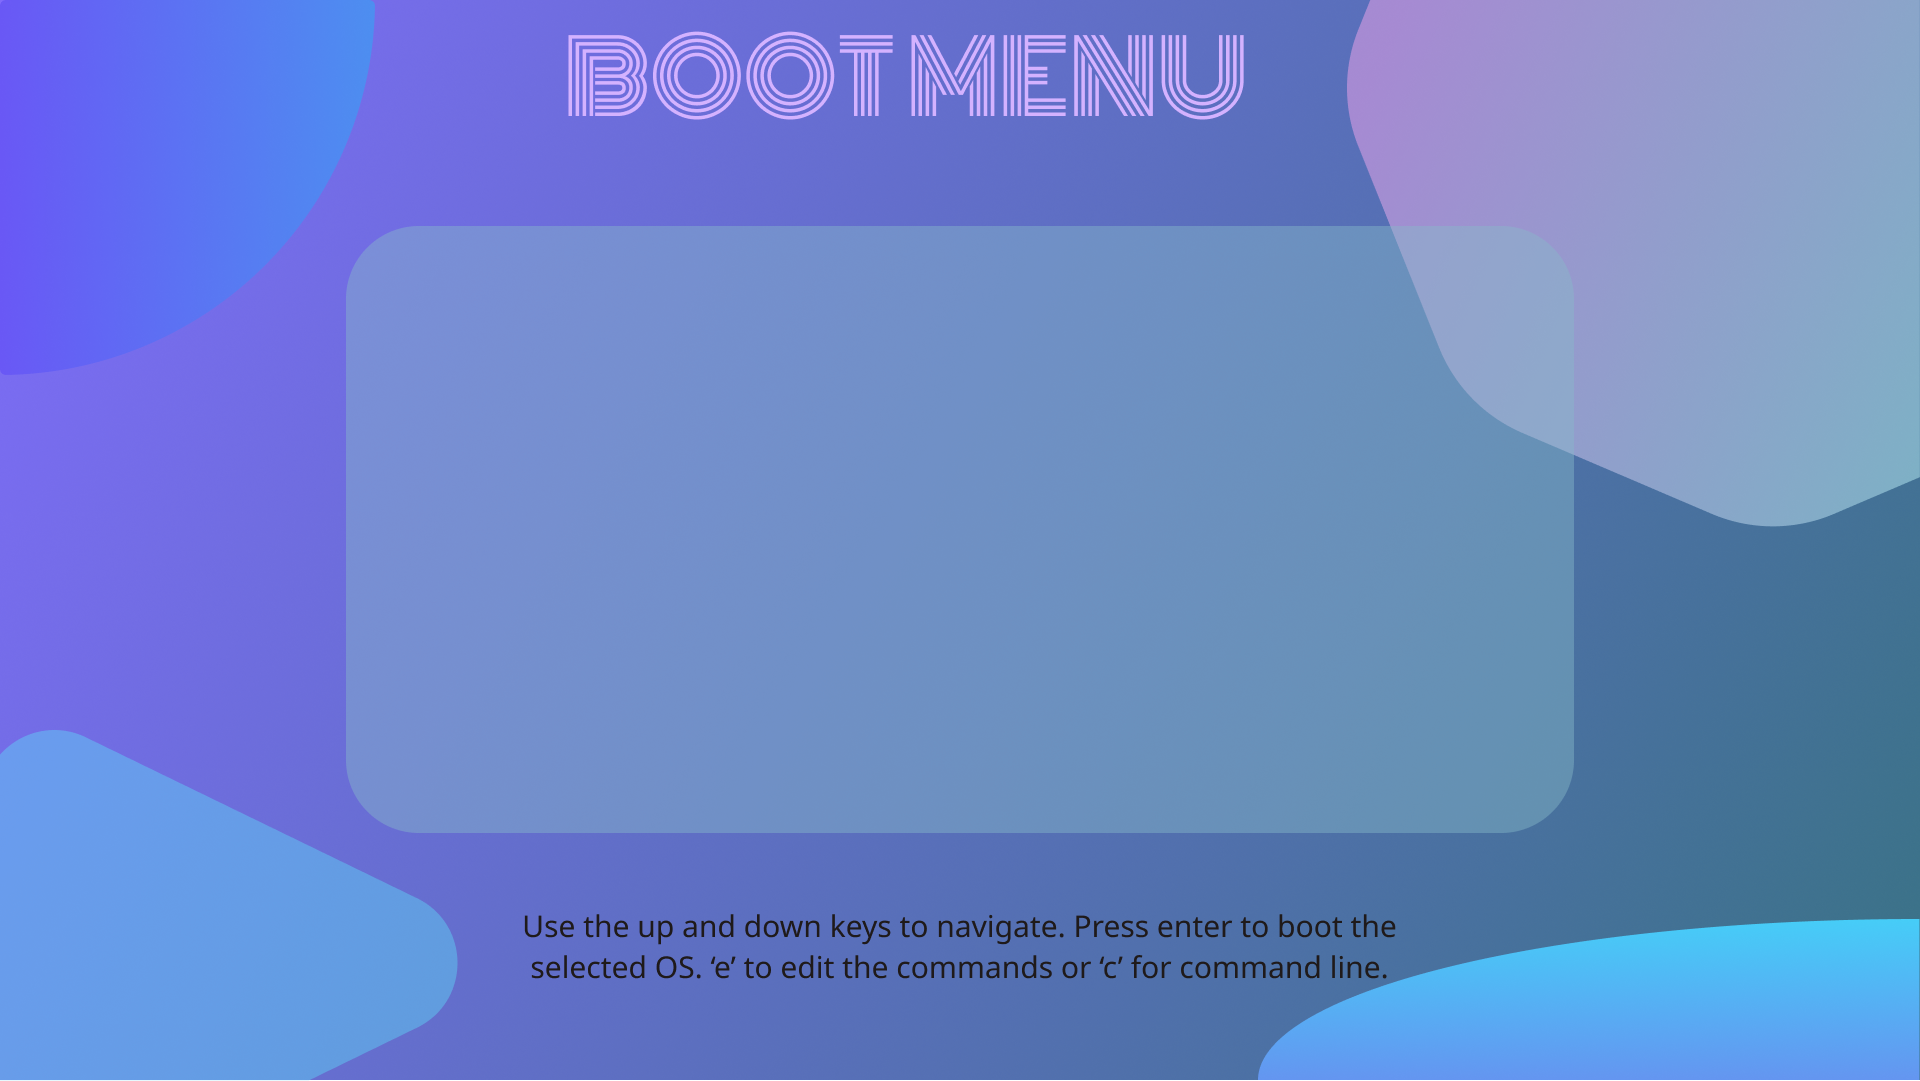 BOOT MENU
Use the up and down keys to navigate. Press enter to boot the
selected OS. ‘e’ to edit the commands or ‘c’ for command line.